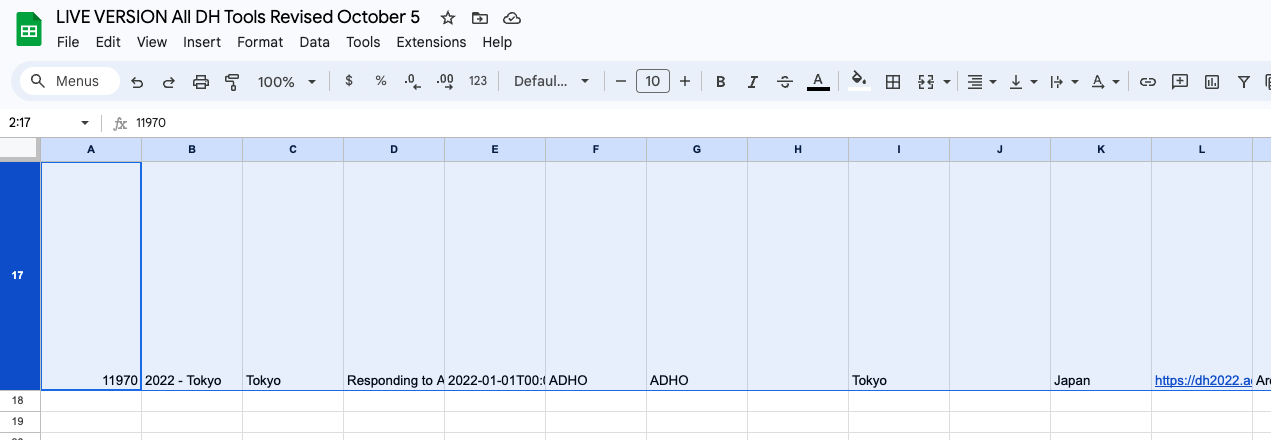 LIVE VERSION All DH Tools Revised October 5
File Edit View Insert Format Data Tools Extensions Help
Menus 100% $ % .0 .00 123 Defaul... − 10 + B I S A A
2:17 fx 11970
A B C D E F G H I J K L
17 11970 2022 - Tokyo Tokyo Responding to A 2022-01-01T00:0 ADHO ADHO Tokyo Japan https://dh2022.a
18
19